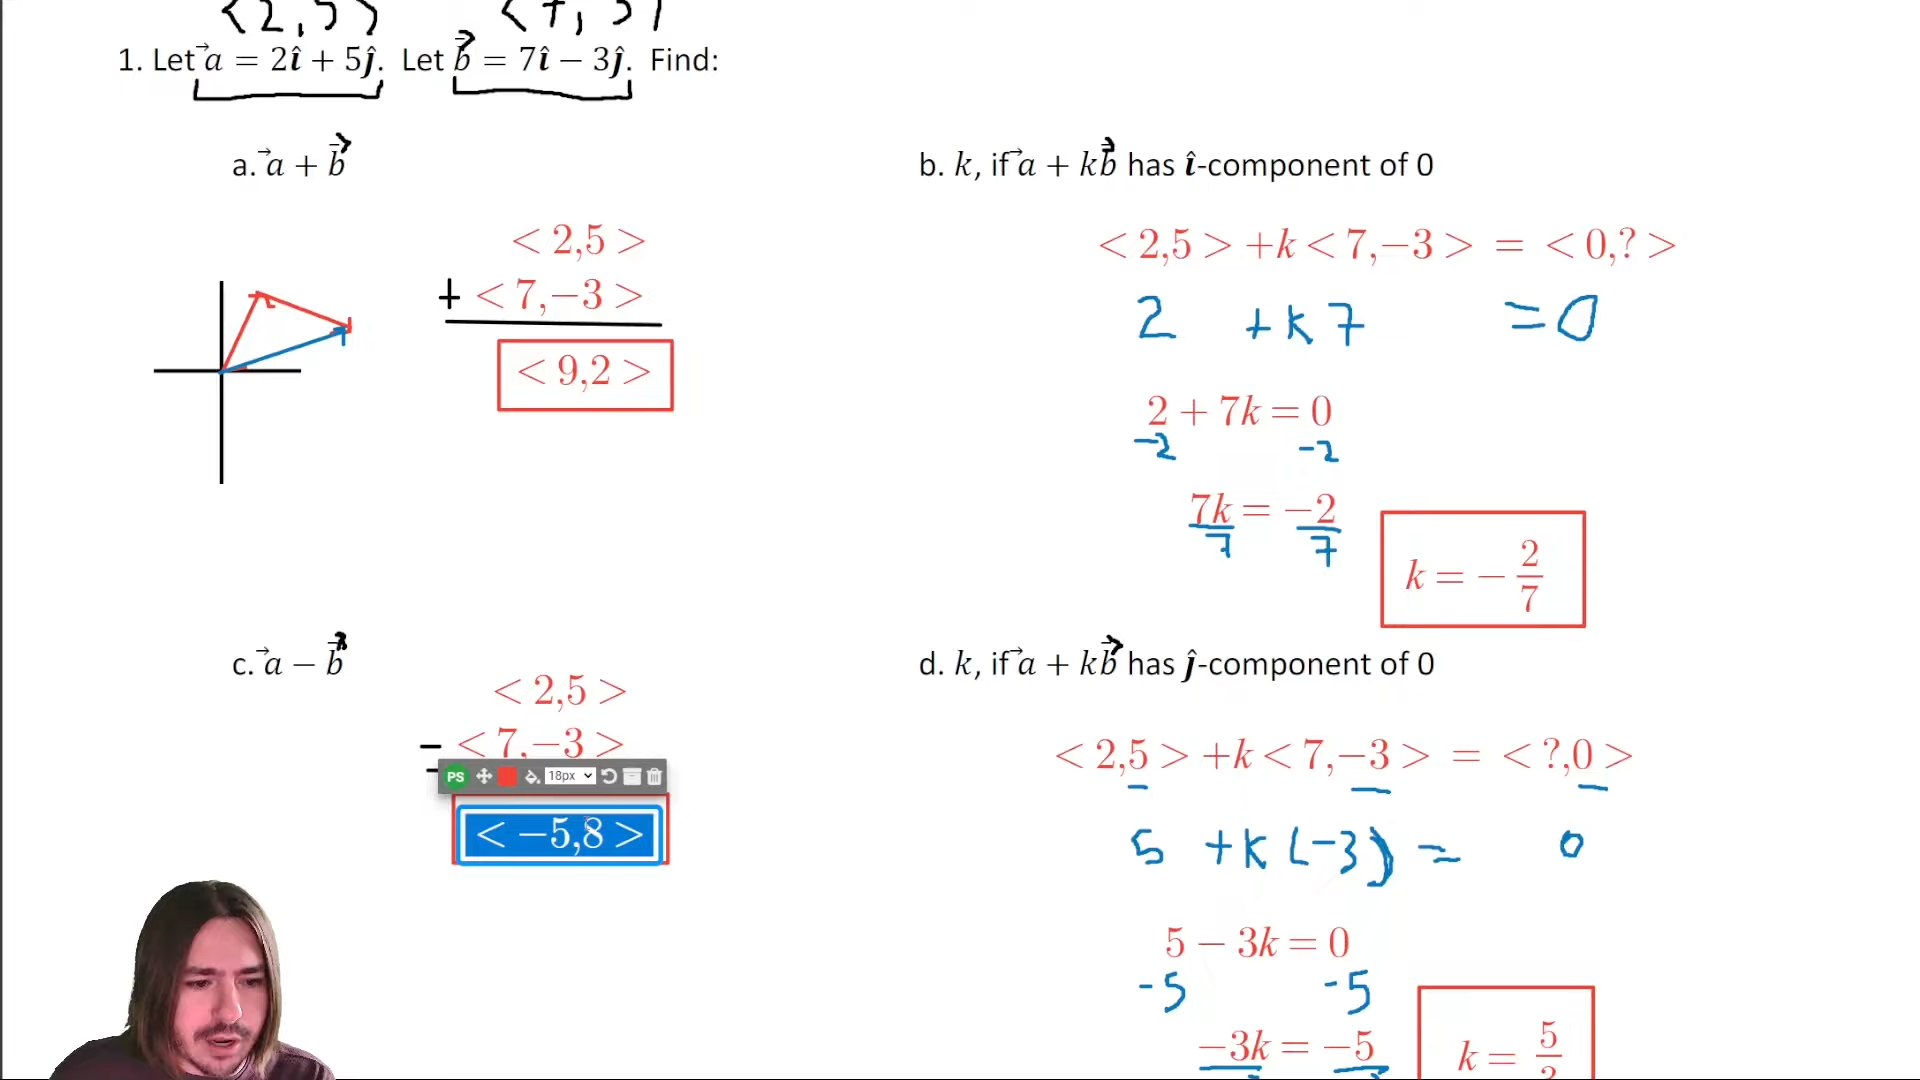 <2,5>
1. Let a⃗ = 2î + 5ĵ. Let b⃗ = 7î − 3ĵ. Find:
a. a⃗ + b⃗
<2,5>
+ <7,−3>
<9,2>
b. k, if a⃗ + kb⃗ has î-component of 0
<2,5> +k<7,−3> = <0,?>
2 +k7 =0
2 + 7k = 0
-2 -2
7k = −2
7 7
k = − 2/7
c. a⃗ − b⃗
<2,5>
− <7,−3>
PS 18px
<−5,8>
d. k, if a⃗ + kb⃗ has ĵ-component of 0
<2,5> +k<7,−3> = <?,0>
5 +k(-3) = 0
5 − 3k = 0
-5 -5
−3k = −5
k = 5/3